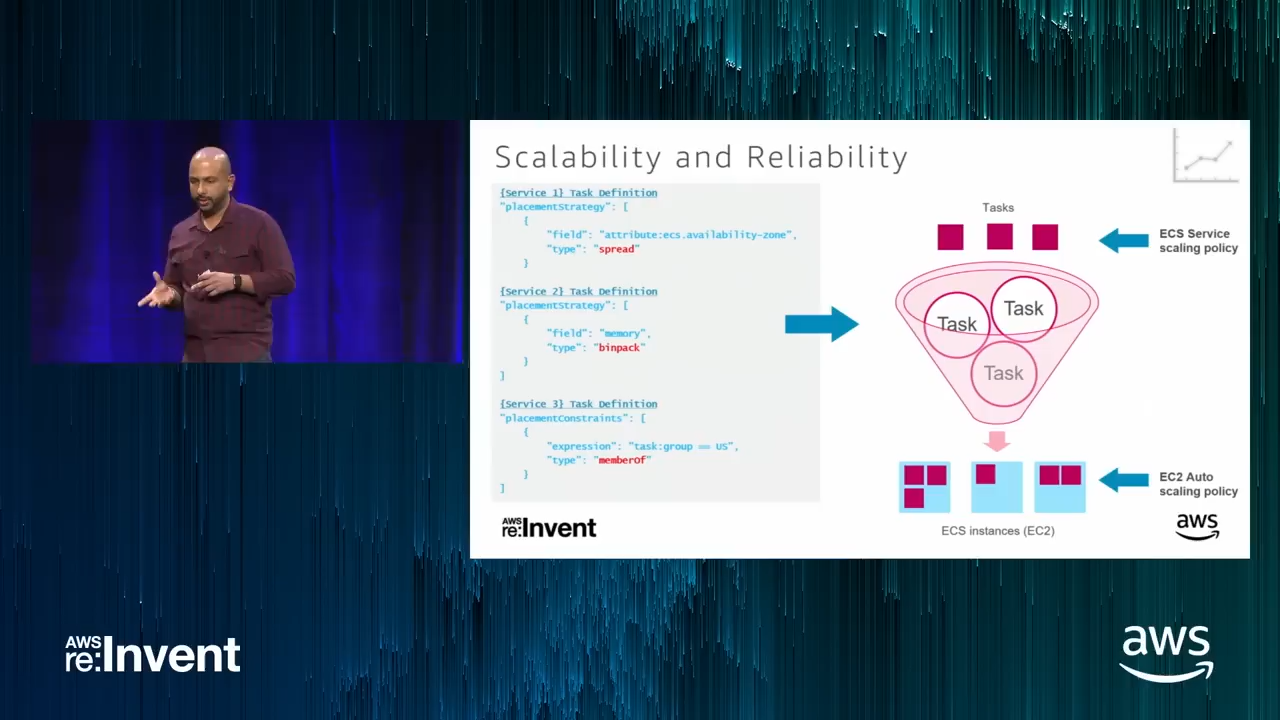 Scalability and Reliability
{Service 1} Task Definition
"placementStrategy": [
{
"field": "attribute:ecs.availability-zone",
"type": "spread"
}
{Service 2} Task Definition
"placementStrategy": [
{
"field": "memory",
"type": "binpack"
}
]
{Service 3} Task Definition
"placementConstraints": [
{
"expression": "task:group == US",
"type": "memberOf"
}
]
Tasks
ECS Service
scaling policy
Task
Task
Task
EC2 Auto
scaling policy
ECS instances (EC2)
AWS
re:Invent
aws
AWS
re:Invent
aws